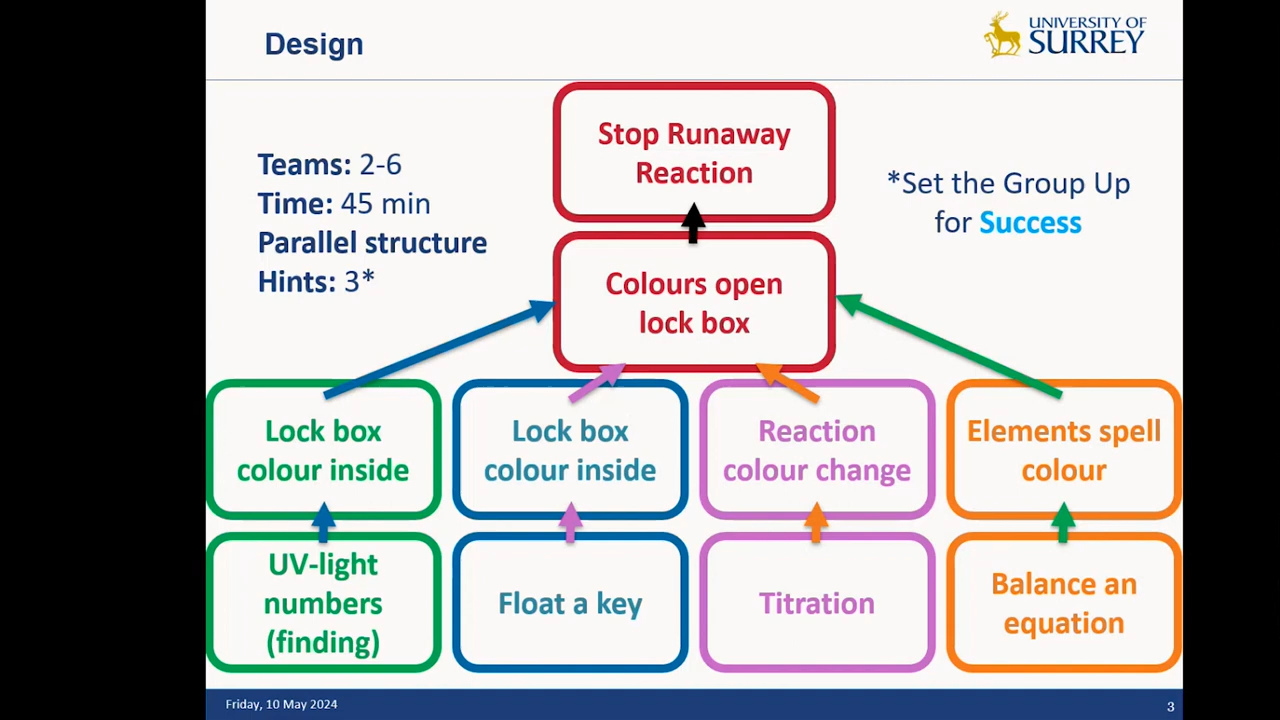 Design
UNIVERSITY OF
SURREY
Stop Runaway
Reaction
Teams: 2-6
Time: 45 min
Parallel structure
Hints: 3*
*Set the Group Up
for Success
Colours open
lock box
Lock box
colour inside
Lock box
colour inside
Reaction
colour change
Elements spell
colour
UV-light
numbers
(finding)
Float a key
Titration
Balance an
equation
Friday, 10 May 2024
3